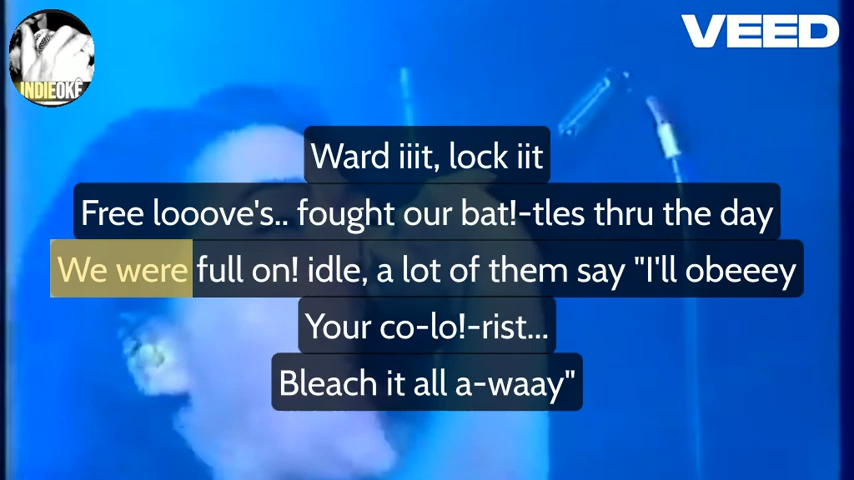 INDIEOKÊ
VEED
Ward iiit, lock iit
Free looove's.. fought our bat!-tles thru the day
We were full on! idle, a lot of them say "I'll obeeey
Your co-lo!-rist...
Bleach it all a-waay"